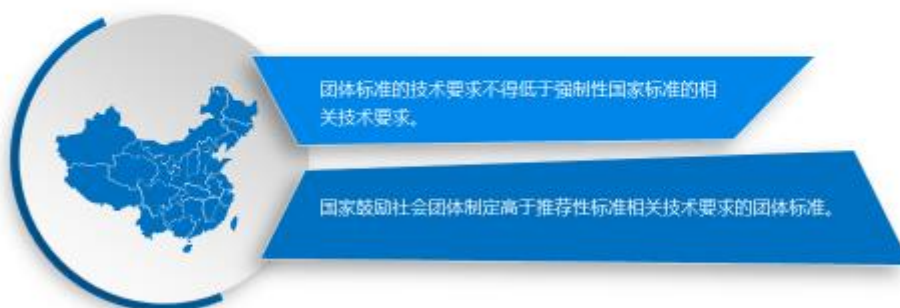 团体标准的技术要求不得低于强制性国家标准的相
关技术要求。
国家鼓励社会团体制定高于推荐性标准相关技术要求的团体标准。